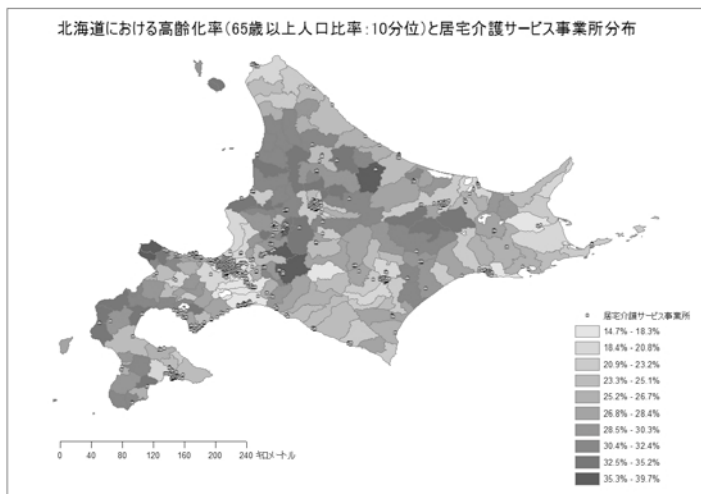 北海道における高齢化率(65歳以上人口比率:10分位)と居宅介護サービス事業所分布
居宅介護サービス事業所
14.7% - 18.3%
18.4% - 20.8%
20.9% - 23.2%
23.3% - 25.1%
25.2% - 26.7%
26.8% - 28.4%
28.5% - 30.3%
30.4% - 32.4%
32.5% - 35.2%
35.3% - 39.7%
0 40 80 120 160 200 240 キロメートル